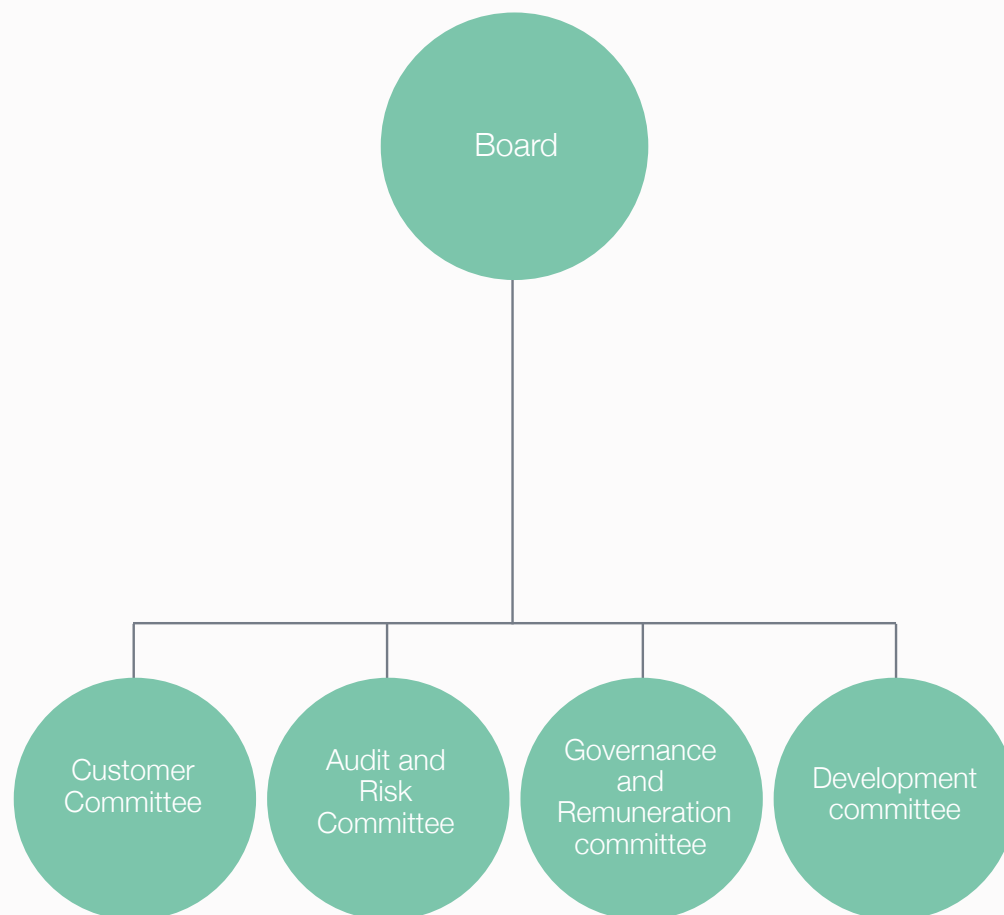 Board
Customer
Committee
Audit and
Risk
Committee
Governance
and
Remuneration
committee
Development
committee